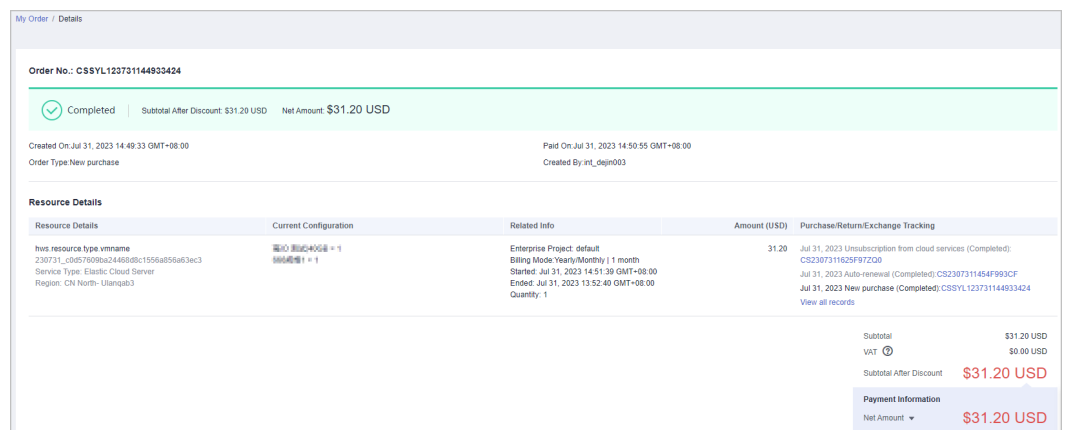 My Order / Details
Order No.: CSSYL123731144933424
Completed Subtotal After Discount: $31.20 USD Net Amount: $31.20 USD
Created On:Jul 31, 2023 14:49:33 GMT+08:00 Paid On:Jul 31, 2023 14:50:55 GMT+08:00
Order Type:New purchase Created By:int_dejin003
Resource Details
Resource Details Current Configuration Related Info Amount (USD) Purchase/Return/Exchange Tracking
hws.resource.type.vmname
230731_c0d57609ba24468d8c1556a856a63ec3
Service Type: Elastic Cloud Server
Region: CN North- Ulanqab3
Enterprise Project: default
Billing Mode:Yearly/Monthly | 1 month
Started: Jul 31, 2023 14:51:39 GMT+08:00
Ended: Jul 31, 2023 13:52:40 GMT+08:00
Quantity: 1
31.20
Jul 31, 2023 Unsubscription from cloud services (Completed):
CS2307311625F97ZQ0
Jul 31, 2023 Auto-renewal (Completed):CS2307311454F993CF
Jul 31, 2023 New purchase (Completed):CSSYL123731144933424
View all records
Subtotal $31.20 USD
VAT ? $0.00 USD
Subtotal After Discount $31.20 USD
Payment Information
Net Amount $31.20 USD